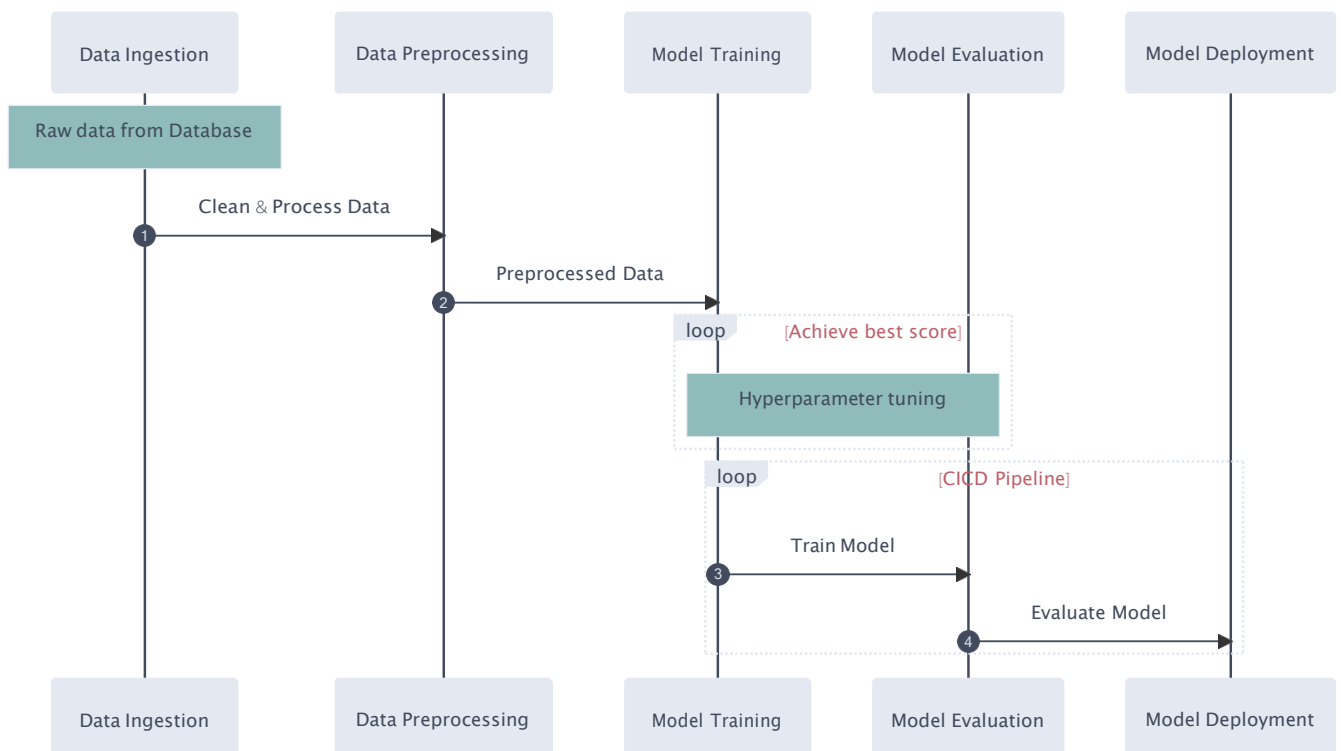 Data Ingestion
Data Preprocessing
Model Training
Model Evaluation
Model Deployment
Raw data from Database
Clean & Process Data
1
Preprocessed Data
2
loop
[Achieve best score]
Hyperparameter tuning
loop
[CICD Pipeline]
Train Model
3
Evaluate Model
4
Data Ingestion
Data Preprocessing
Model Training
Model Evaluation
Model Deployment